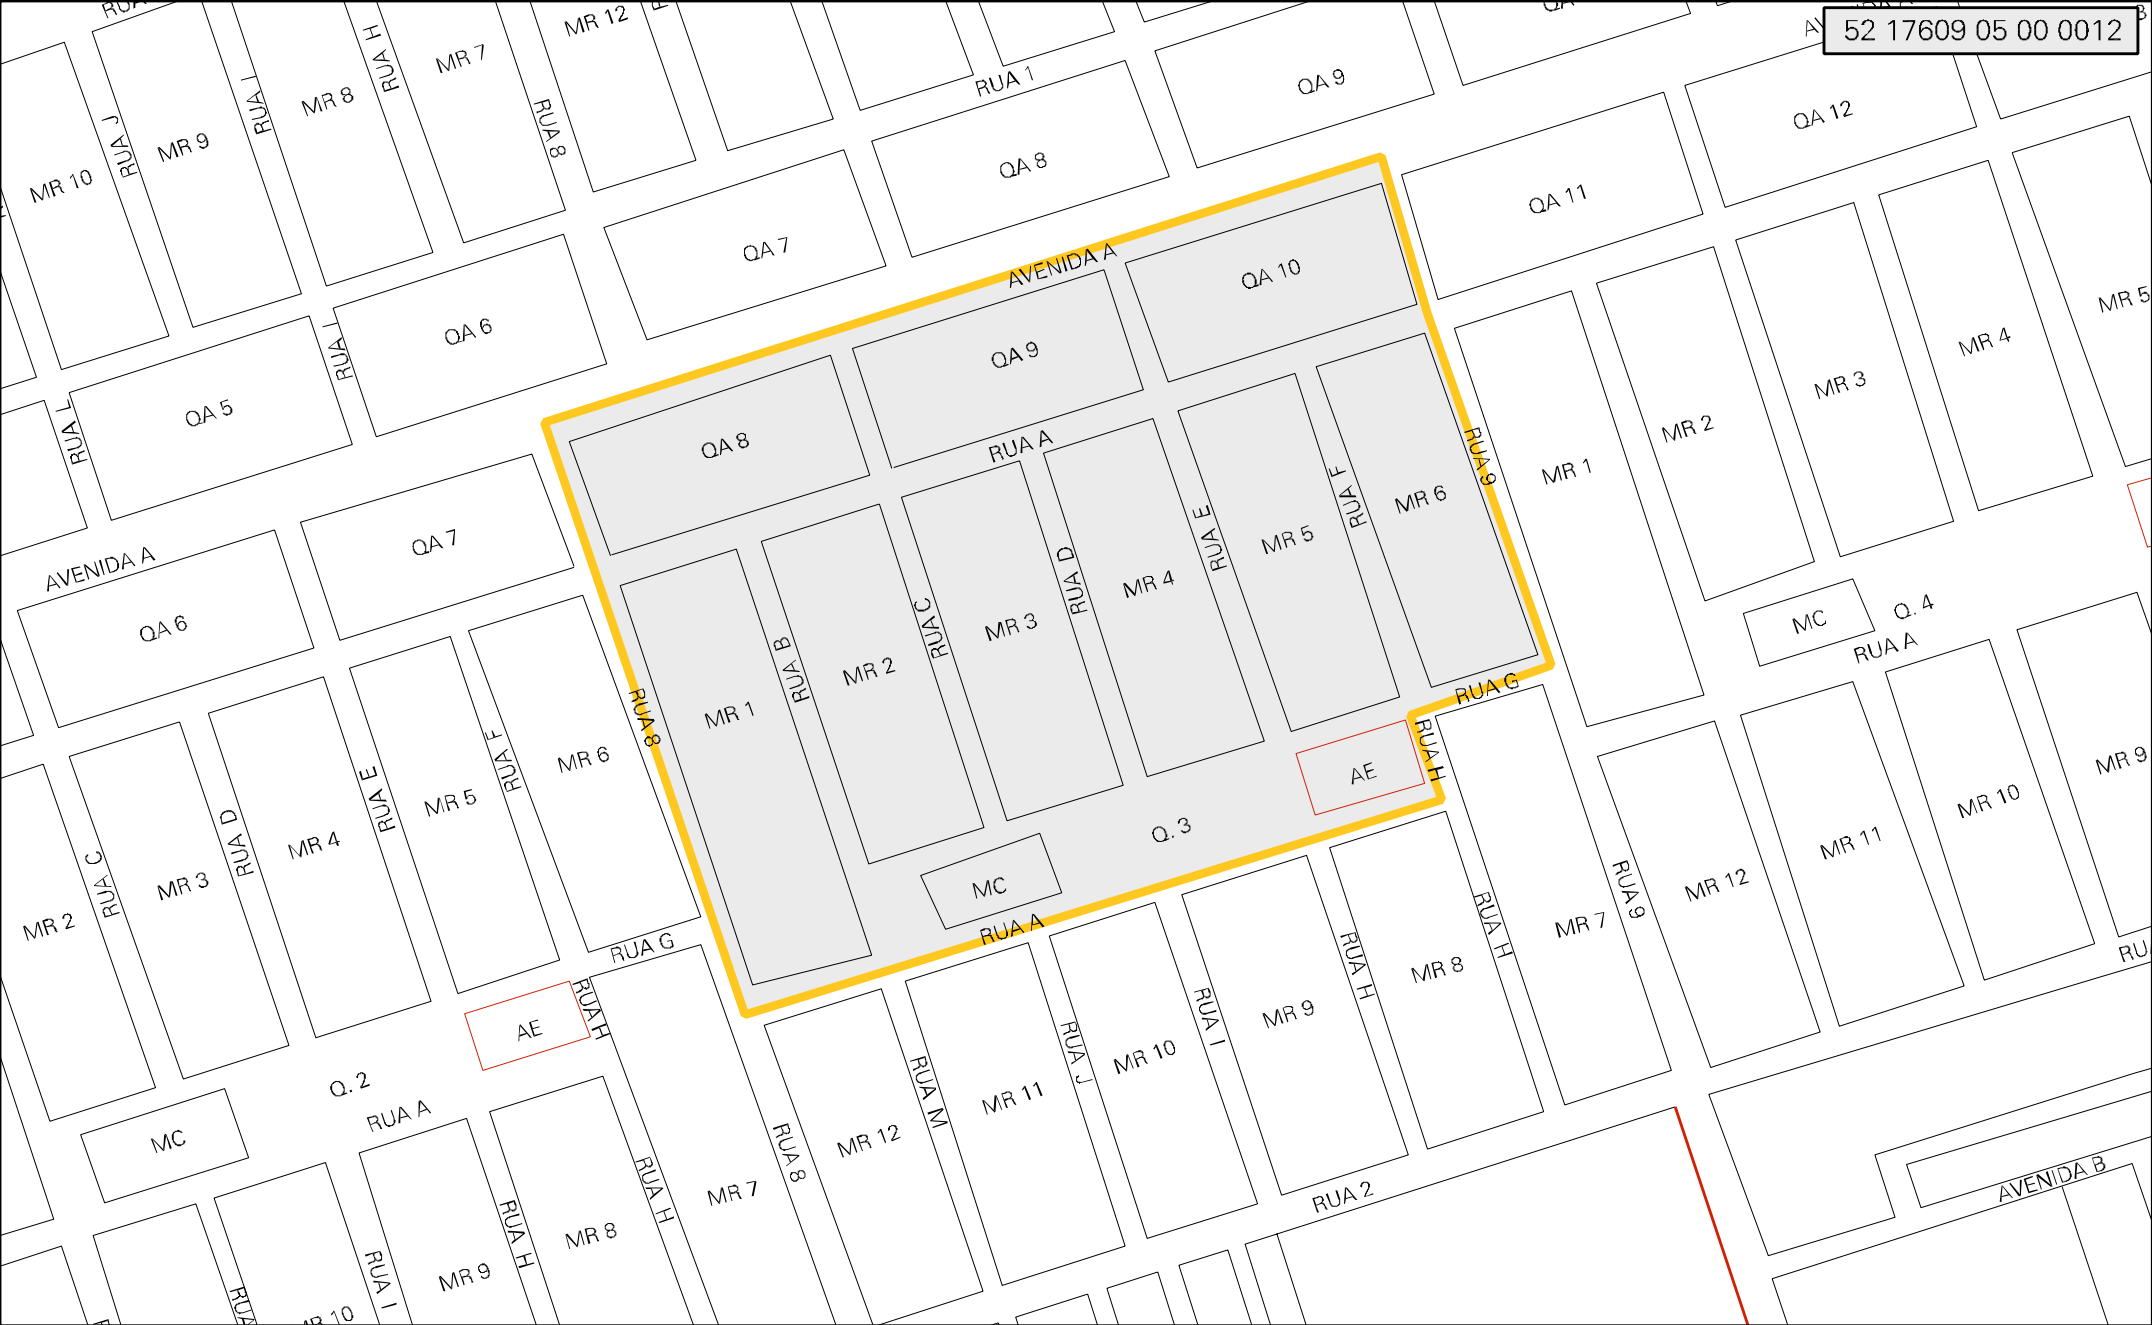 52 17609 05 00 0012
MR 12
RUA H
MR 7
RUA 1
QA 9
RUA I
MR 8
RUA 8
QA 12
RUA J
MR 9
QA 8
MR 10
QA 11
QA 7
AVENIDA A
QA 10
MR 5
QA 6
RUA I
QA 9
MR 4
QA 5
RUA L
QA 8
RUA A
MR 3
MR 2
RUA 9
MR 1
RUA F
MR 6
QA 7
RUA E
MR 5
AVENIDA A
RUA D
MR 4
QA 6
RUA C
MR 3
MC
Q. 4
RUA A
RUA B
MR 2
RUA G
MR 1
RUA 8
RUA H
MR 6
RUA F
AE
MR 9
MR 5
RUA E
Q. 3
MR 10
MR 4
RUA D
MR 11
MR 3
RUA C
MC
MR 12
RUA 9
MR 2
RUA A
MR 7
RUA H
RUA G
MR 8
RUA H
RUA H
AE
MR 9
RUA I
MR 10
RUA J
Q. 2
MR 11
RUA M
RUA A
MC
MR 12
RUA 8
AVENIDA B
RUA 2
MR 7
RUA H
MR 8
RUA H
MR 9
RUA I
MR 10
RUA